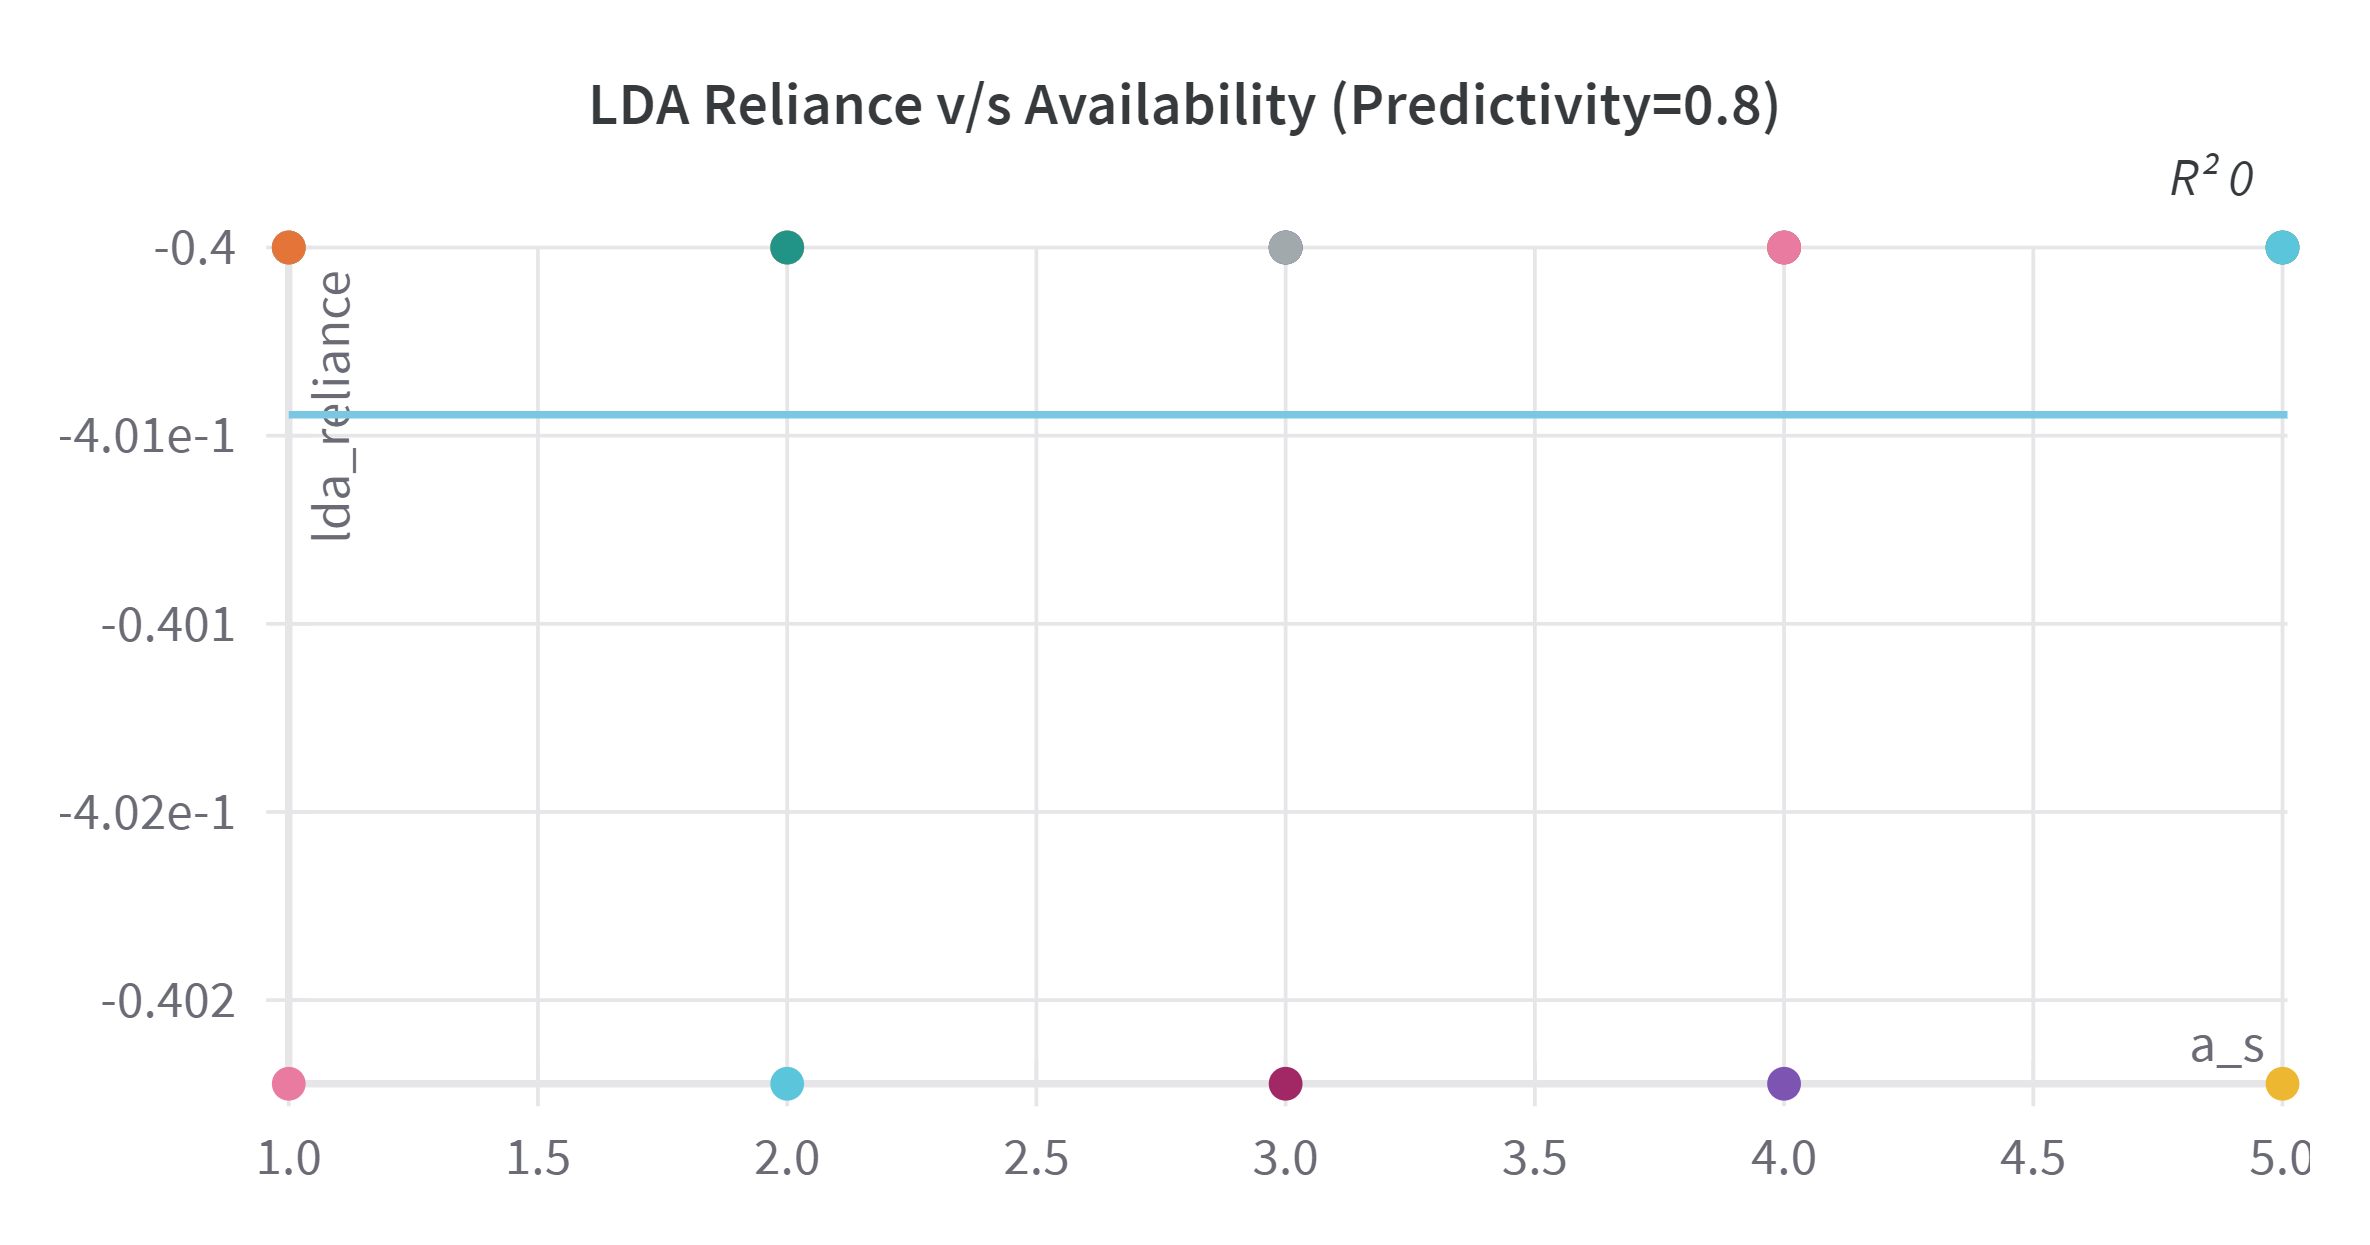 LDA Reliance v/s Availability (Predictivity=0.8)
R² 0
-0.4
lda_reliance
-4.01e-1
-0.401
-4.02e-1
-0.402
a_s
1.0 1.5 2.0 2.5 3.0 3.5 4.0 4.5 5.0